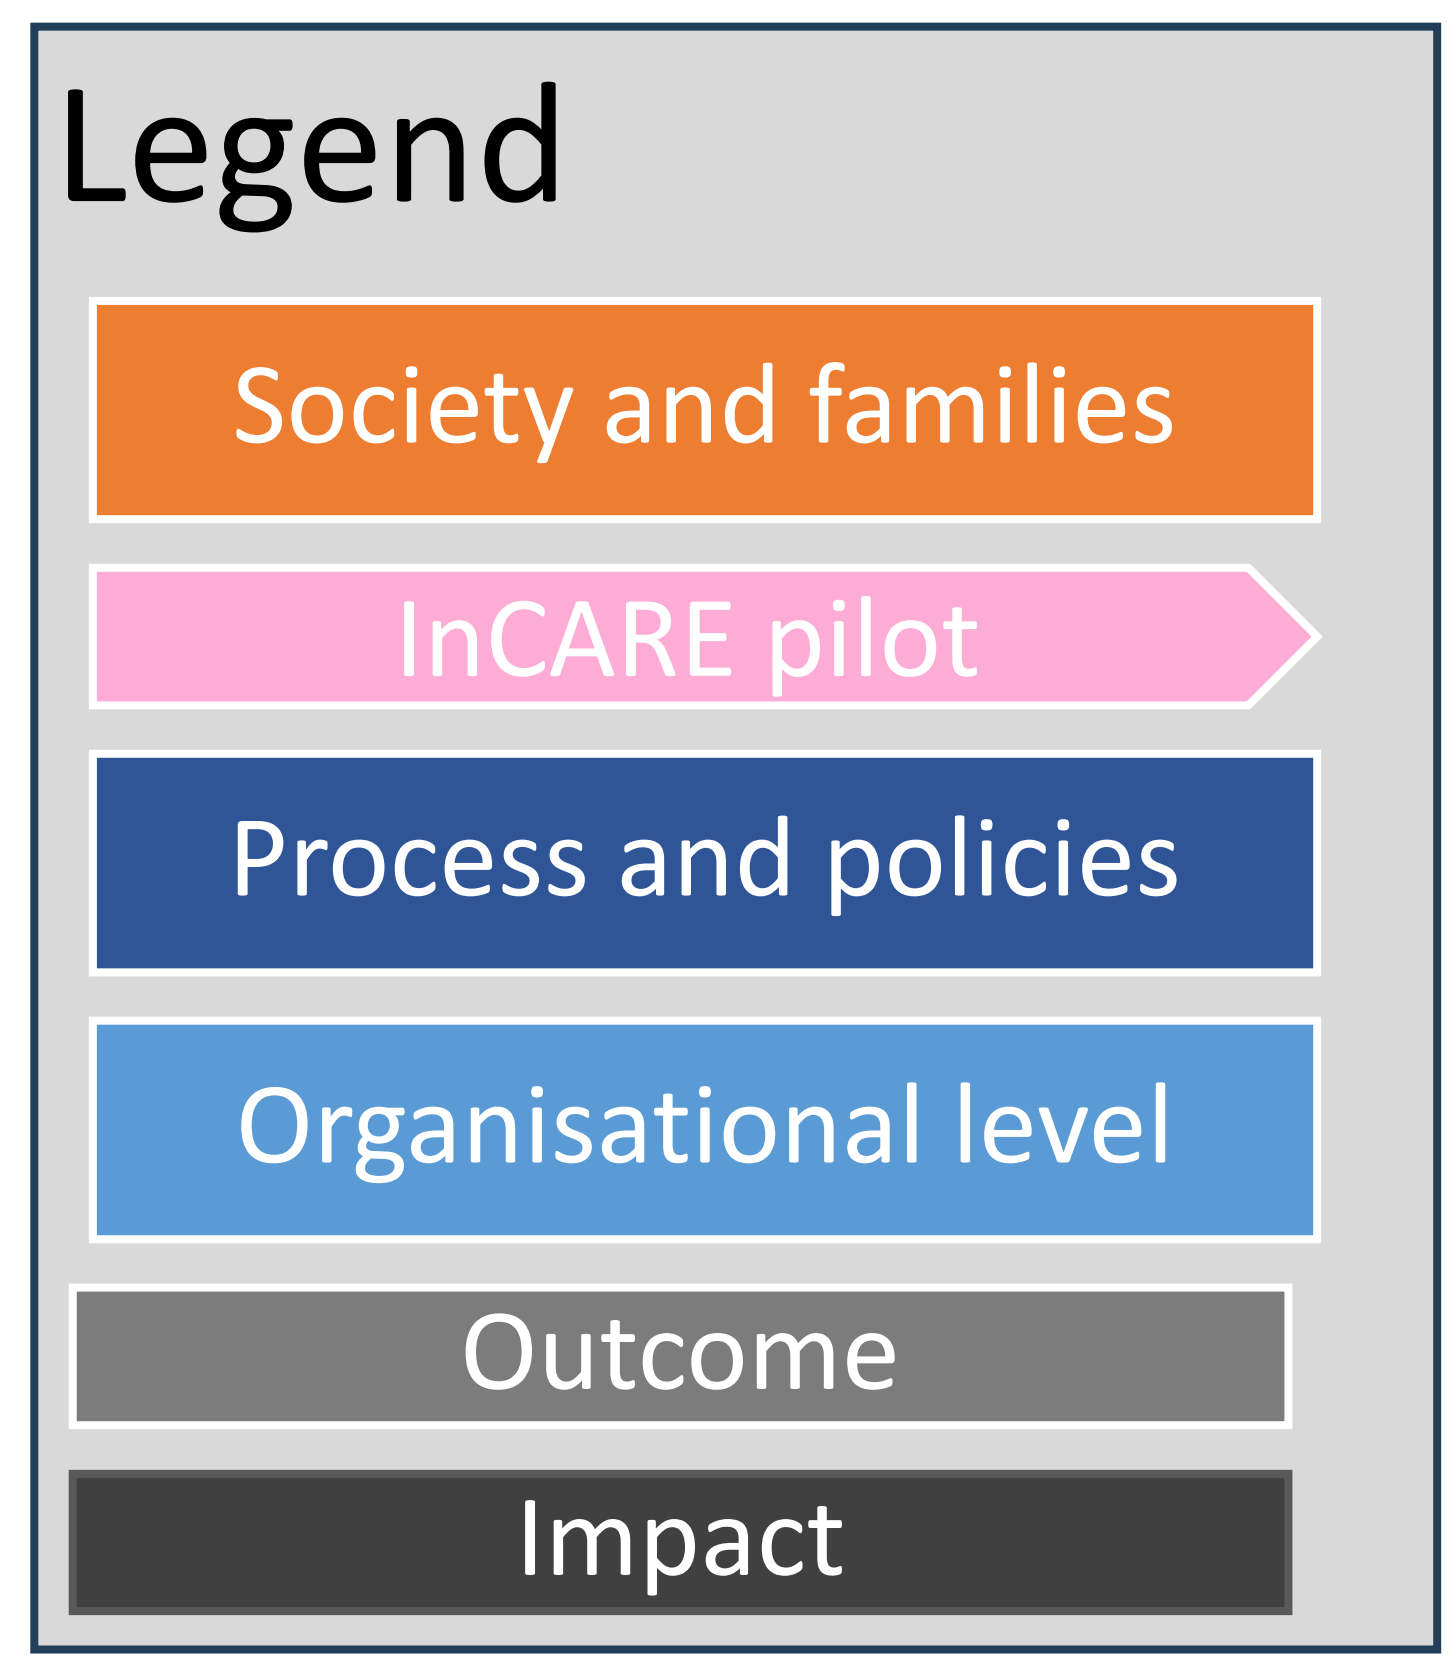 Legend
Society and families
InCARE pilot
Process and policies
Organisational level
Outcome
Impact